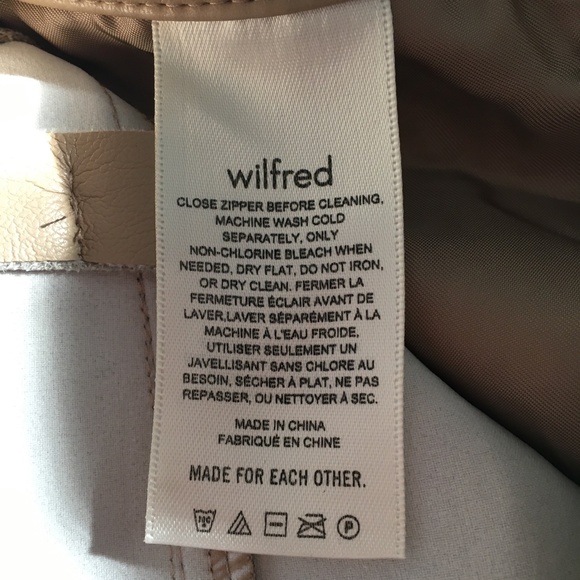 wilfred
CLOSE ZIPPER BEFORE CLEANING.
MACHINE WASH COLD
SEPARATELY, ONLY
NON-CHLORINE BLEACH WHEN
NEEDED, DRY FLAT, DO NOT IRON,
OR DRY CLEAN. FERMER LA
FERMETURE ÉCLAIR AVANT DE
LAVER,LAVER SÉPARÉMENT À LA
MACHINE À L'EAU FROIDE,
UTILISER SEULEMENT UN
JAVELLISANT SANS CHLORE AU
BESOIN, SÉCHER À PLAT, NE PAS
REPASSER, OU NETTOYER À SEC.
MADE IN CHINA
FABRIQUÉ EN CHINE
MADE FOR EACH OTHER.
P